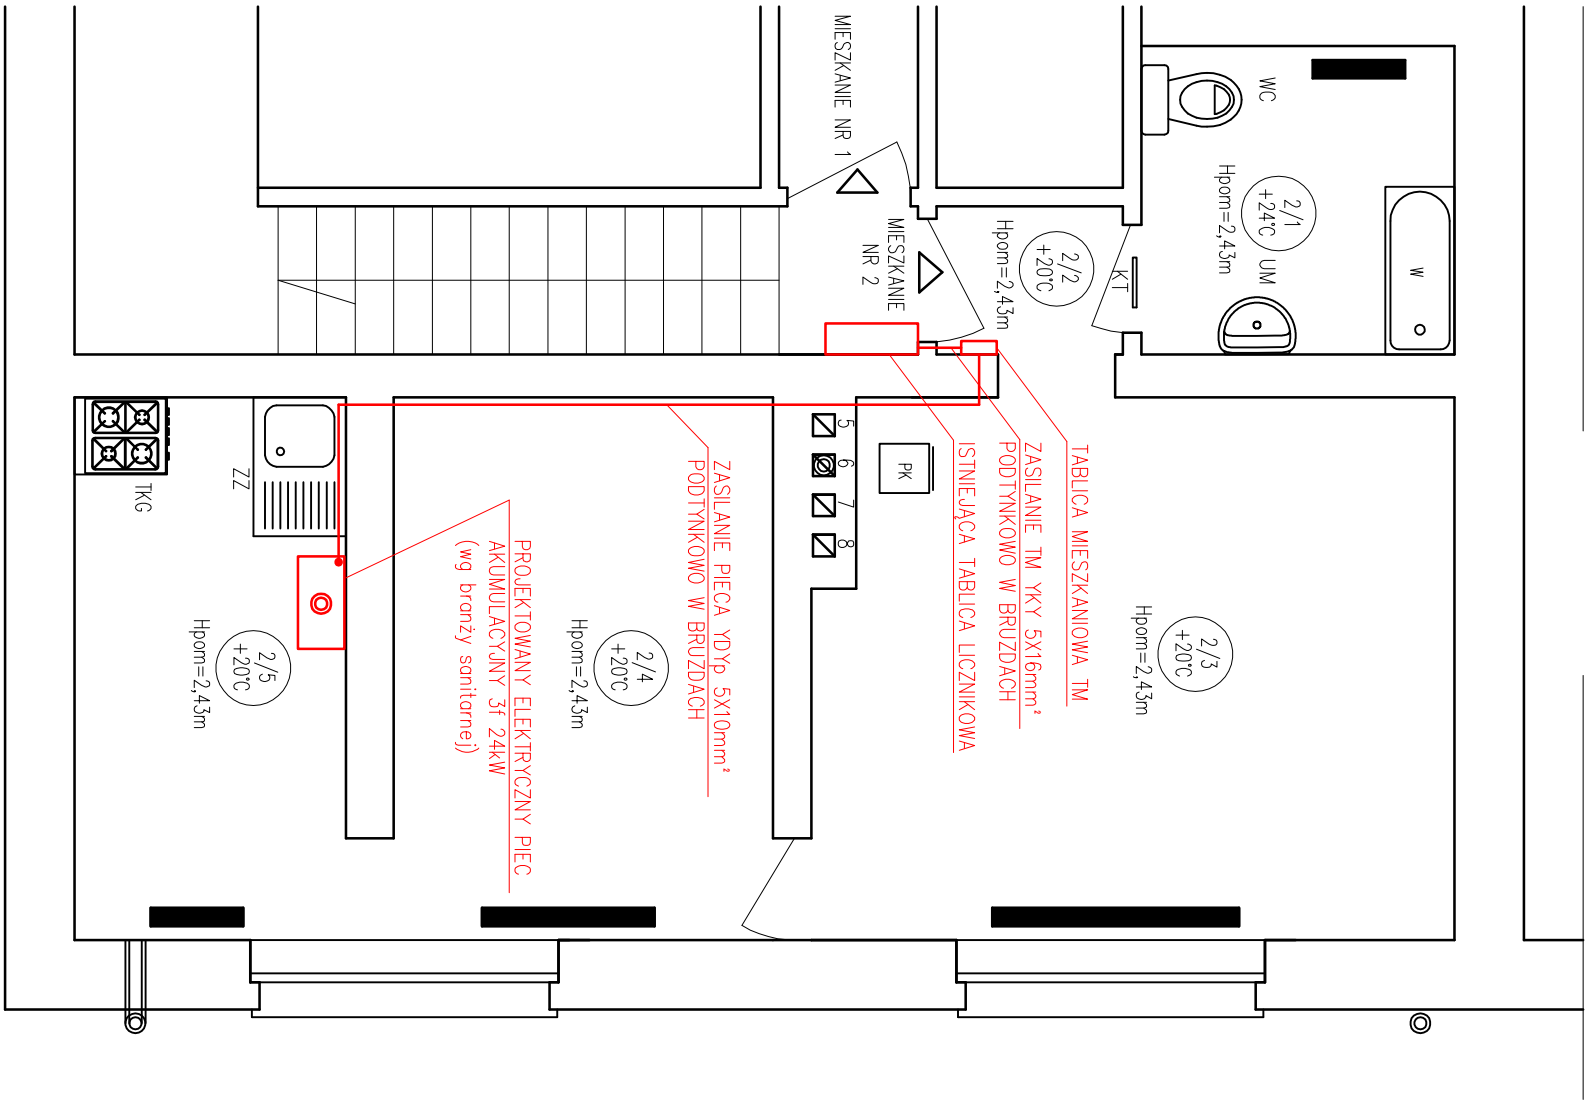 MIESZKANIE NR 1
MIESZKANIE
NR 2
WC
2/1
+24°C
Hpom=2,43m
UM
W
2/2
+20°C
Hpom=2,43m
KT
TABLICA MIESZKANIOWA TM
ZASILANIE TM YKY 5X16mm²
PODTYNKOWO W BRUZDACH
ISTNIEJĄCA TABLICA LICZNIKOWA
PK
5
6
7
8
2/3
+20°C
Hpom=2,43m
ZASILANIE PIECA YDYp 5X10mm²
PODTYNKOWO W BRUZDACH
2/4
+20°C
Hpom=2,43m
PROJEKTOWANY ELEKTRYCZNY PIEC
AKUMULACYJNY 3f 24kW
(wg branży sanitarnej)
ZZ
TKG
2/5
+20°C
Hpom=2,43m